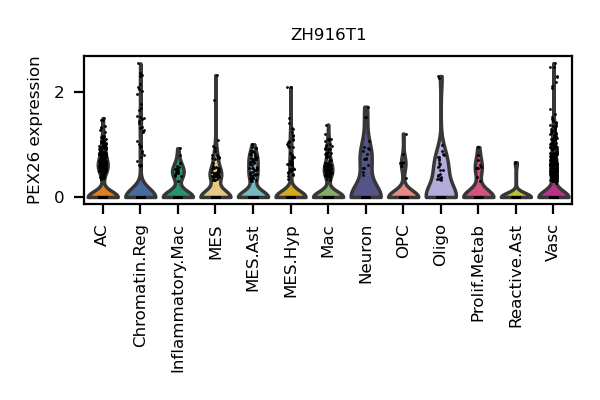 ZH916T1
PEX26 expression
2
0
AC
Chromatin.Reg
Inflammatory.Mac
MES
MES.Ast
MES.Hyp
Mac
Neuron
OPC
Oligo
Prolif.Metab
Reactive.Ast
Vasc